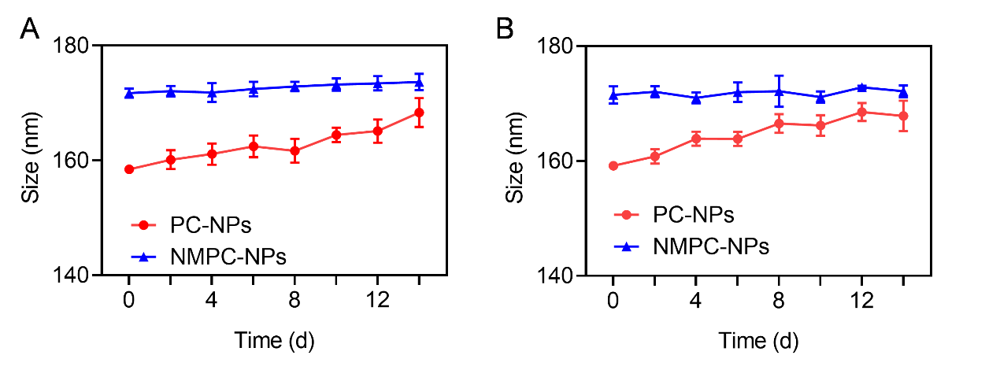 A
180
160
140
Size (nm)
PC-NPs
NMPC-NPs
0 4 8 12
Time (d)
B
180
160
140
Size (nm)
PC-NPs
NMPC-NPs
0 4 8 12
Time (d)